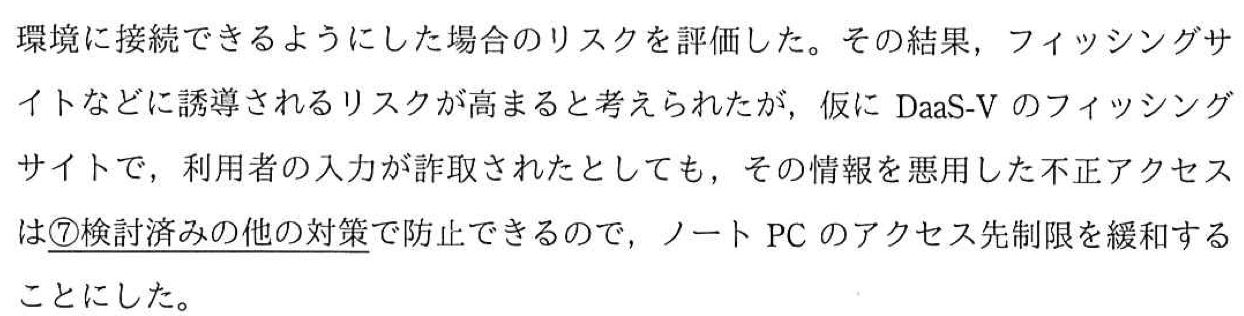 環境に接続できるようにした場合のリスクを評価した。その結果，フィッシングサ
イトなどに誘導されるリスクが高まると考えられたが，仮に DaaS-V のフィッシング
サイトで，利用者の入力が詐取されたとしても，その情報を悪用した不正アクセス
は⑦検討済みの他の対策で防止できるので，ノート PC のアクセス先制限を緩和する
ことにした。